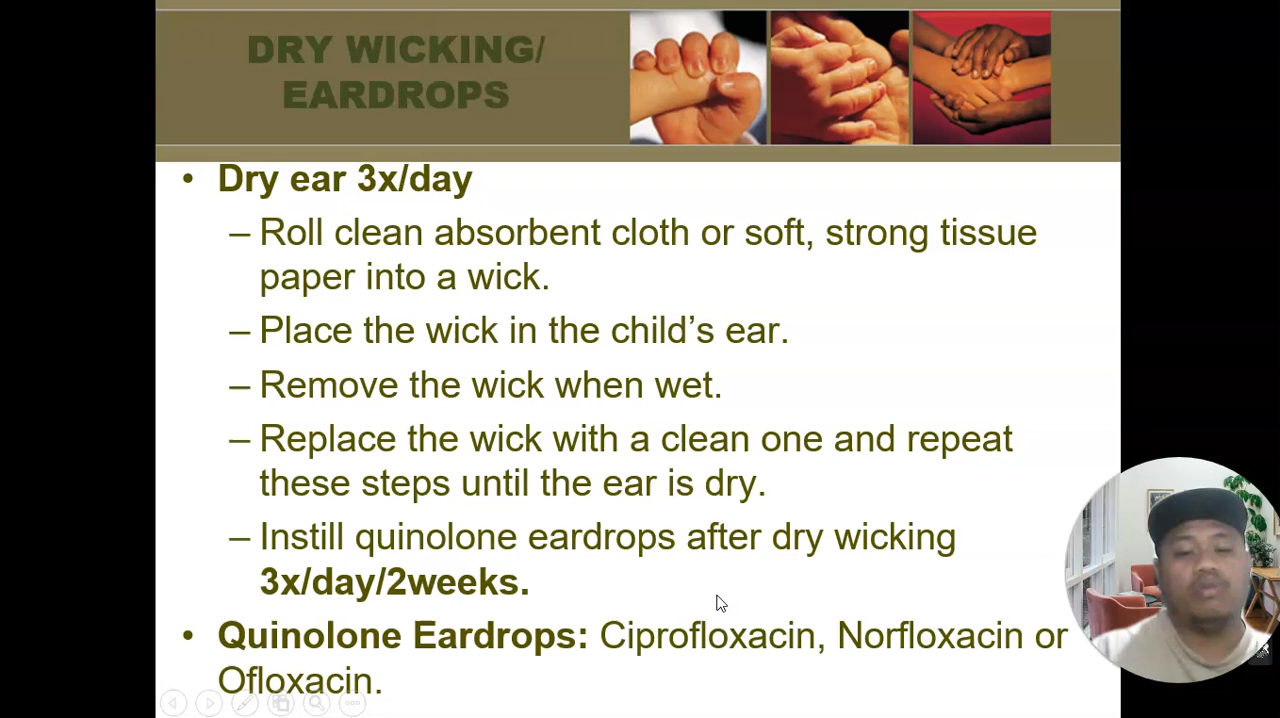 DRY WICKING/
EARDROPS
• Dry ear 3x/day
– Roll clean absorbent cloth or soft, strong tissue
paper into a wick.
– Place the wick in the child’s ear.
– Remove the wick when wet.
– Replace the wick with a clean one and repeat
these steps until the ear is dry.
– Instill quinolone eardrops after dry wicking
3x/day/2weeks.
• Quinolone Eardrops: Ciprofloxacin, Norfloxacin or
Ofloxacin.